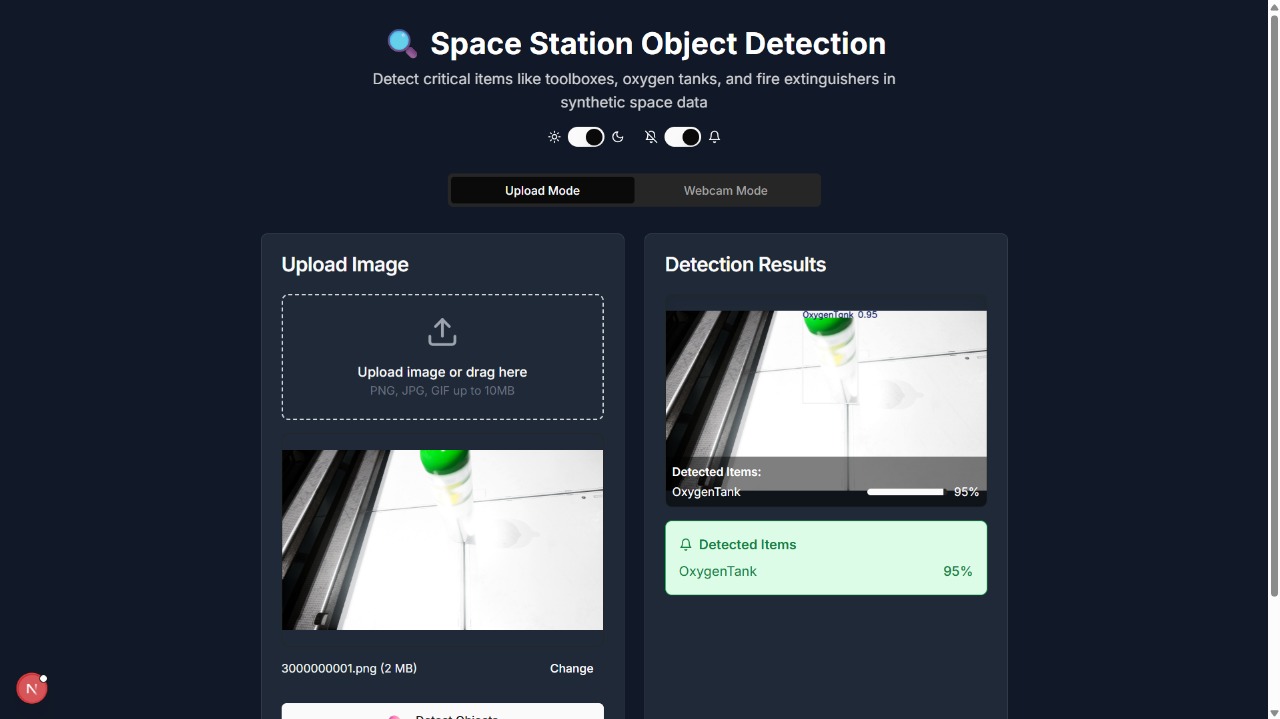 Space Station Object Detection
Detect critical items like toolboxes, oxygen tanks, and fire extinguishers in
synthetic space data
Upload Mode
Webcam Mode
Upload Image
Upload image or drag here
PNG, JPG, GIF up to 10MB
3000000001.png (2 MB)
Change
Detect Objects
Detection Results
OxygenTank 0.95
Detected Items:
OxygenTank 95%
Detected Items
OxygenTank 95%
N